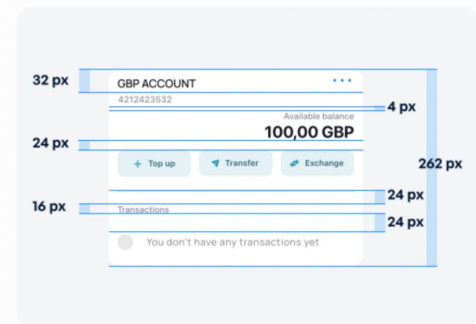 32 px
GBP ACCOUNT
4212423532
4 px
Available balance
100,00 GBP
24 px
+ Top up
Transfer
Exchange
262 px
24 px
16 px
Transactions
24 px
You don't have any transactions yet